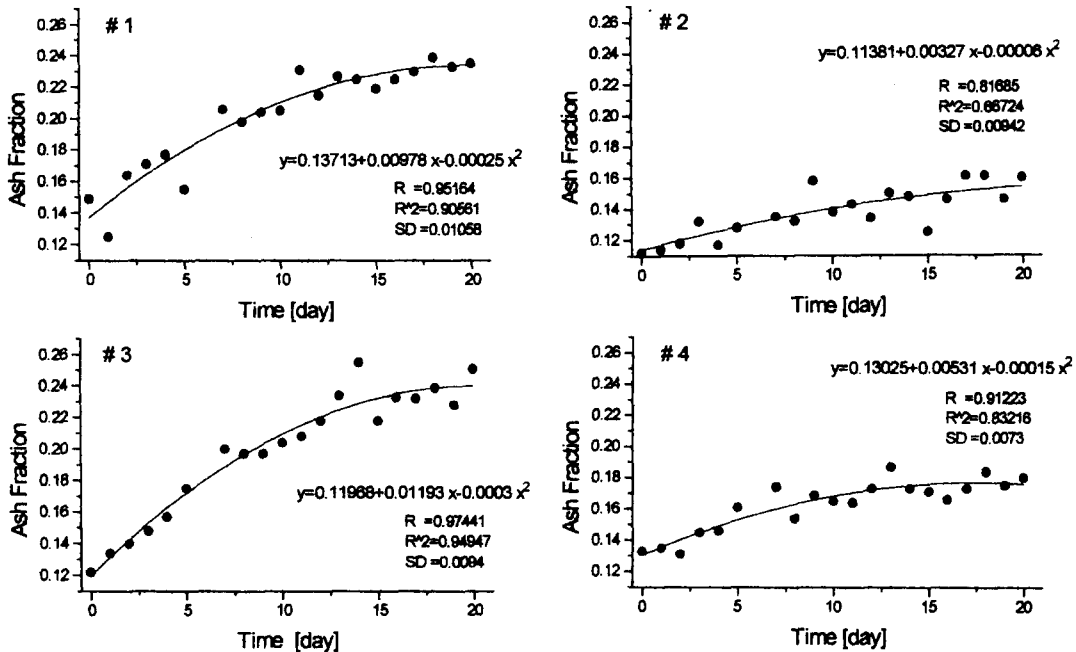 # 1
0.26
0.24
0.22
0.20
0.18
0.16
0.14
0.12
Ash Fraction
y=0.13713+0.00978 x-0.00025 x²
R =0.95164
R^2=0.90561
SD =0.01058
0 5 10 15 20
Time [day]
# 2
0.26
0.24
0.22
0.20
0.18
0.16
0.14
0.12
Ash Fraction
y=0.11381+0.00327 x-0.00006 x²
R =0.81685
R^2=0.66724
SD =0.00942
0 5 10 15 20
Time [day]
# 3
0.26
0.24
0.22
0.20
0.18
0.16
0.14
0.12
Ash Fraction
y=0.11968+0.01193 x-0.0003 x²
R =0.97441
R^2=0.94947
SD =0.0094
0 5 10 15 20
Time [day]
# 4
0.26
0.24
0.22
0.20
0.18
0.16
0.14
0.12
Ash Fraction
y=0.13025+0.00531 x-0.00015 x²
R =0.91223
R^2=0.83216
SD =0.0073
0 5 10 15 20
Time [day]